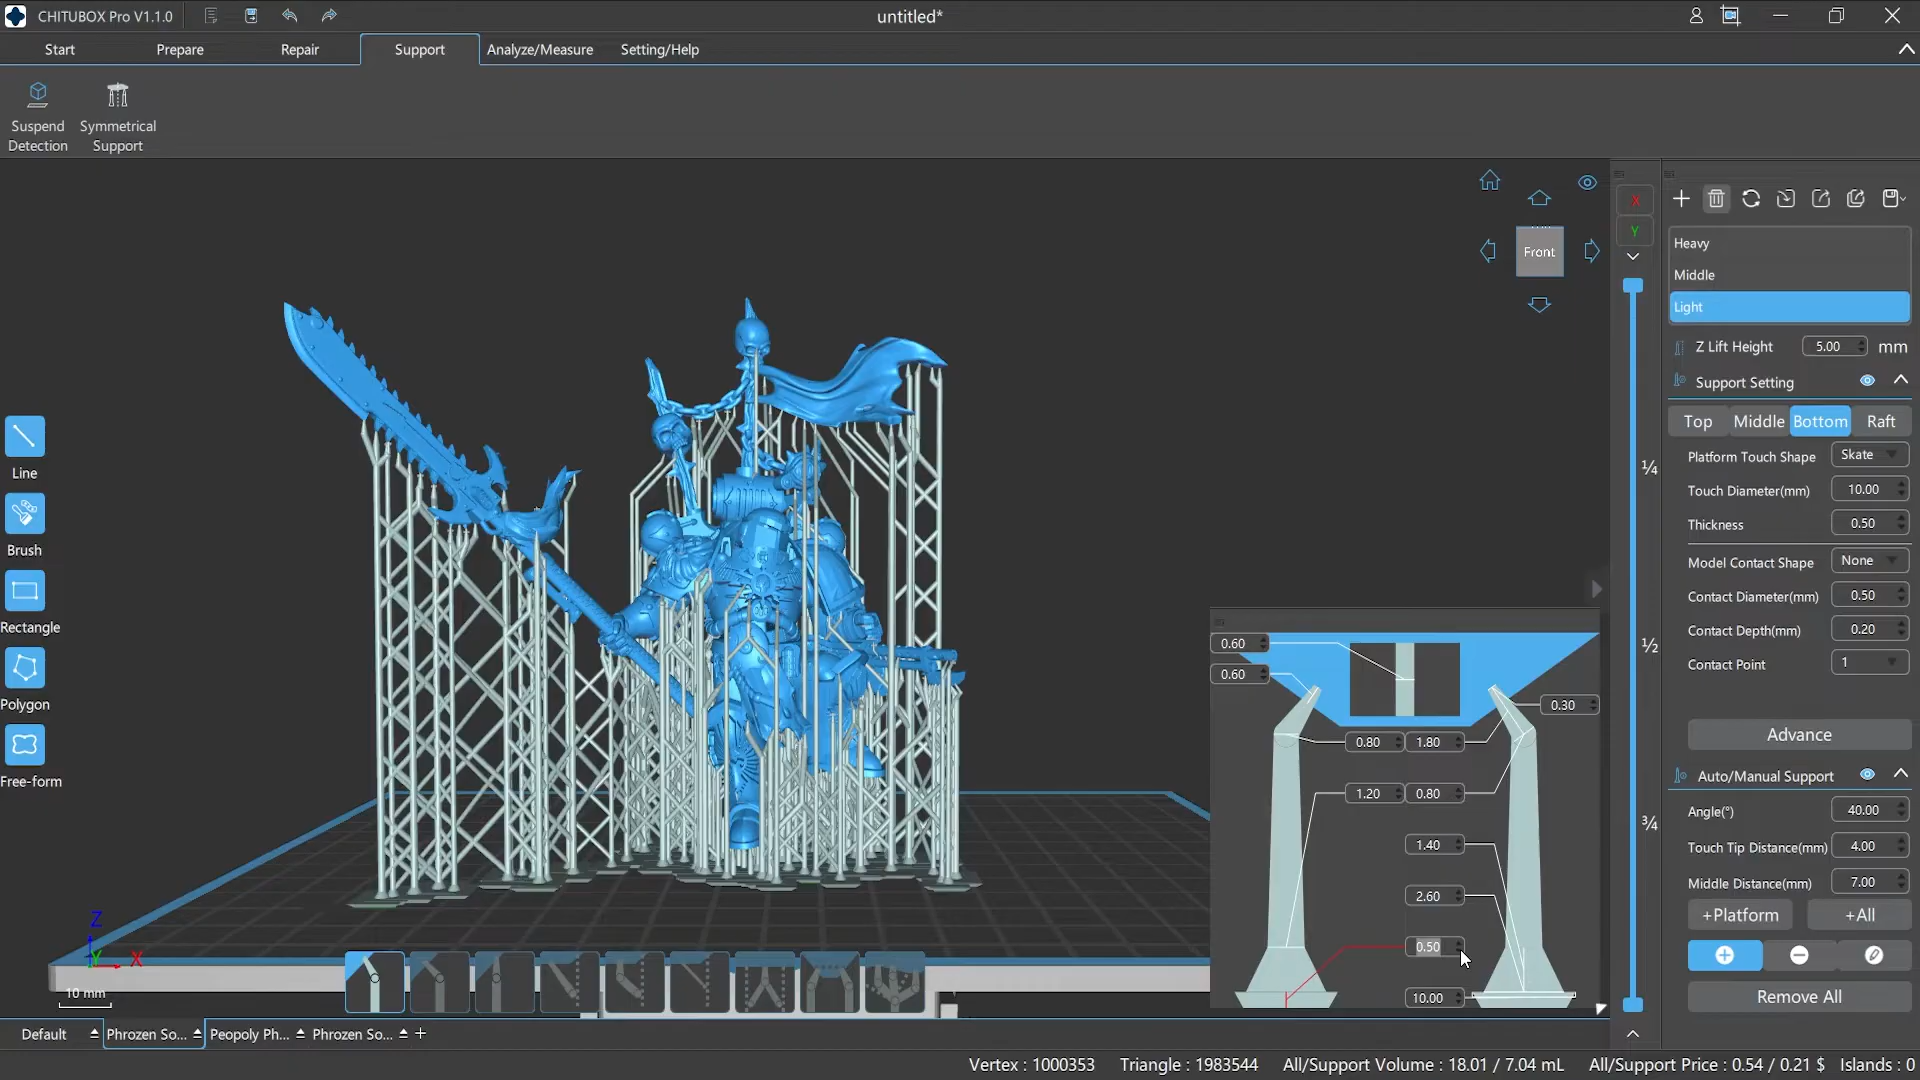 CHITUBOX Pro V1.1.0
untitled*
Start
Prepare
Repair
Support
Analyze/Measure
Setting/Help
Suspend
Detection
Symmetrical
Support
Front
X
Y
Heavy
Middle
Light
Z Lift Height
5.00
mm
Support Setting
Top
Middle
Bottom
Raft
Platform Touch Shape
Skate
Touch Diameter(mm)
10.00
Thickness
0.50
Model Contact Shape
None
Contact Diameter(mm)
0.50
Contact Depth(mm)
0.20
Contact Point
1
Advance
Auto/Manual Support
Angle(°)
40.00
Touch Tip Distance(mm)
4.00
Middle Distance(mm)
7.00
+Platform
+All
Remove All
¼
½
¾
Line
Brush
Rectangle
Polygon
Free-form
0.60
0.60
0.30
0.80
1.80
1.20
0.80
1.40
2.60
0.50
10.00
Z
Y
X
10 mm
Default
Phrozen So...
Peopoly Ph...
Phrozen So...
+
Vertex : 1000353
Triangle : 1983544
All/Support Volume : 18.01 / 7.04 mL
All/Support Price : 0.54 / 0.21 $
Islands : 0